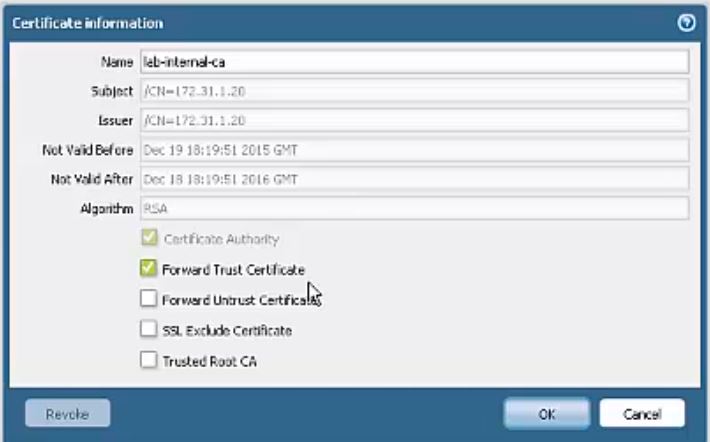 Certificate information
Name lab-internal-ca
Subject /CN=172.31.1.20
Issuer /CN=172.31.1.20
Not Valid Before Dec 19 18:19:51 2015 GMT
Not Valid After Dec 18 18:19:51 2016 GMT
Algorithm RSA
Certificate Authority
Forward Trust Certificate
Forward Untrust Certificate
SSL Exclude Certificate
Trusted Root CA
Revoke OK Cancel